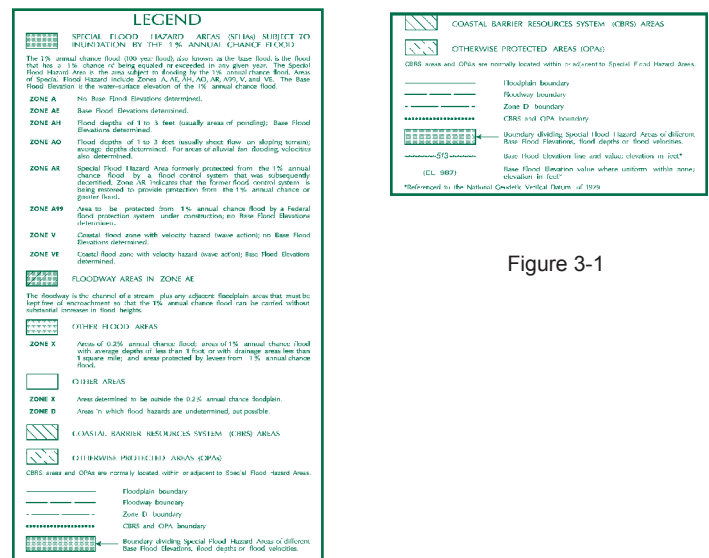 LEGEND
SPECIAL FLOOD HAZARD AREAS (SFHAs) SUBJECT TO
INUNDATION BY THE 1% ANNUAL CHANCE FLOOD
The 1% annual chance flood (100 year flood), also known as the base flood, is the flood
that has a 1% chance of being equaled or exceeded in any given year. The Special
Flood Hazard Area is the area subject to flooding by the 1% annual chance flood. Areas
of Special Flood Hazard include Zones A, AE, AH, AO, AR, A99, V, and VE. The Base
Flood Elevation is the water-surface elevation of the 1% annual chance flood.
ZONE A No Base Flood Elevations determined.
ZONE AE Base Flood Elevations determined.
ZONE AH Flood depths of 1 to 3 feet (usually areas of ponding); Base Flood
Elevations determined.
ZONE AO Flood depths of 1 to 3 feet (usually sheet flow on sloping terrain);
average depths determined. For areas of alluvial fan flooding, velocities
also determined.
ZONE AR Special Flood Hazard Area formerly protected from the 1% annual
chance flood by a flood control system that was subsequently
decertified. Zone AR indicates that the former flood control system is
being restored to provide protection from the 1% annual chance or
greater flood.
ZONE A99 Area to be protected from 1% annual chance flood by a Federal
flood protection system under construction; no Base Flood Elevations
determined.
ZONE V Coastal flood zone with velocity hazard (wave action); no Base Flood
Elevations determined.
ZONE VE Coastal flood zone with velocity hazard (wave action); Base Flood Elevations
determined.
FLOODWAY AREAS IN ZONE AE
The floodway is the channel of a stream plus any adjacent floodplain areas that must be
kept free of encroachment so that the 1% annual chance flood can be carried without
substantial increases in flood heights.
OTHER FLOOD AREAS
ZONE X Areas of 0.2% annual chance flood; areas of 1% annual chance flood
with average depths of less than 1 foot or with drainage areas less than
1 square mile; and areas protected by levees from 1% annual chance
flood.
OTHER AREAS
ZONE X Areas determined to be outside the 0.2% annual chance floodplain.
ZONE D Areas in which flood hazards are undetermined, but possible.
COASTAL BARRIER RESOURCES SYSTEM (CBRS) AREAS
OTHERWISE PROTECTED AREAS (OPAs)
CBRS areas and OPAs are normally located within or adjacent to Special Flood Hazard Areas.
Floodplain boundary
Floodway boundary
Zone D boundary
CBRS and OPA boundary
Boundary dividing Special Flood Hazard Areas of different
Base Flood Elevations, flood depths or flood velocities.
COASTAL BARRIER RESOURCES SYSTEM (CBRS) AREAS
OTHERWISE PROTECTED AREAS (OPAs)
CBRS areas and OPAs are normally located within or adjacent to Special Flood Hazard Areas.
Floodplain boundary
Floodway boundary
Zone D boundary
CBRS and OPA boundary
Boundary dividing Special Flood Hazard Areas of different
Base Flood Elevations, flood depths or flood velocities.
513 Base Flood Elevation line and value; elevation in feet*
(EL 987) Base Flood Elevation value where uniform within zone;
elevation in feet*
*Referenced to the National Geodetic Vertical Datum of 1929
Figure 3-1